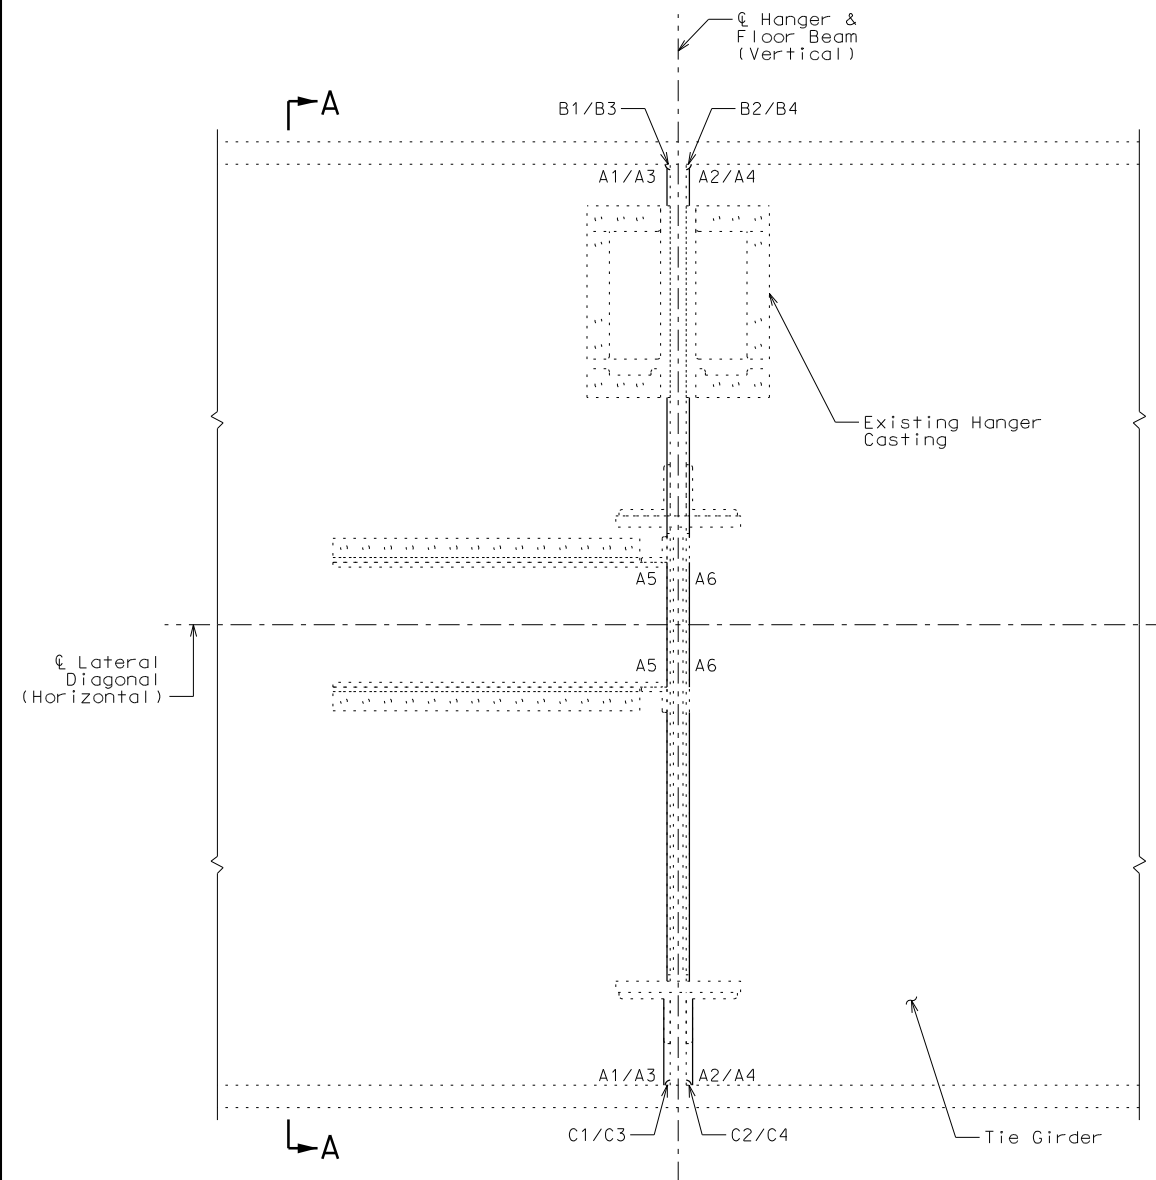 ℄ Hanger &
Floor Beam
(Vertical)
A
B1/B3
B2/B4
A1/A3
A2/A4
Existing Hanger
Casting
A5
A6
℄ Lateral
Diagonal
(Horizontal)
A5
A6
A1/A3
A2/A4
C1/C3
C2/C4
Tie Girder
A